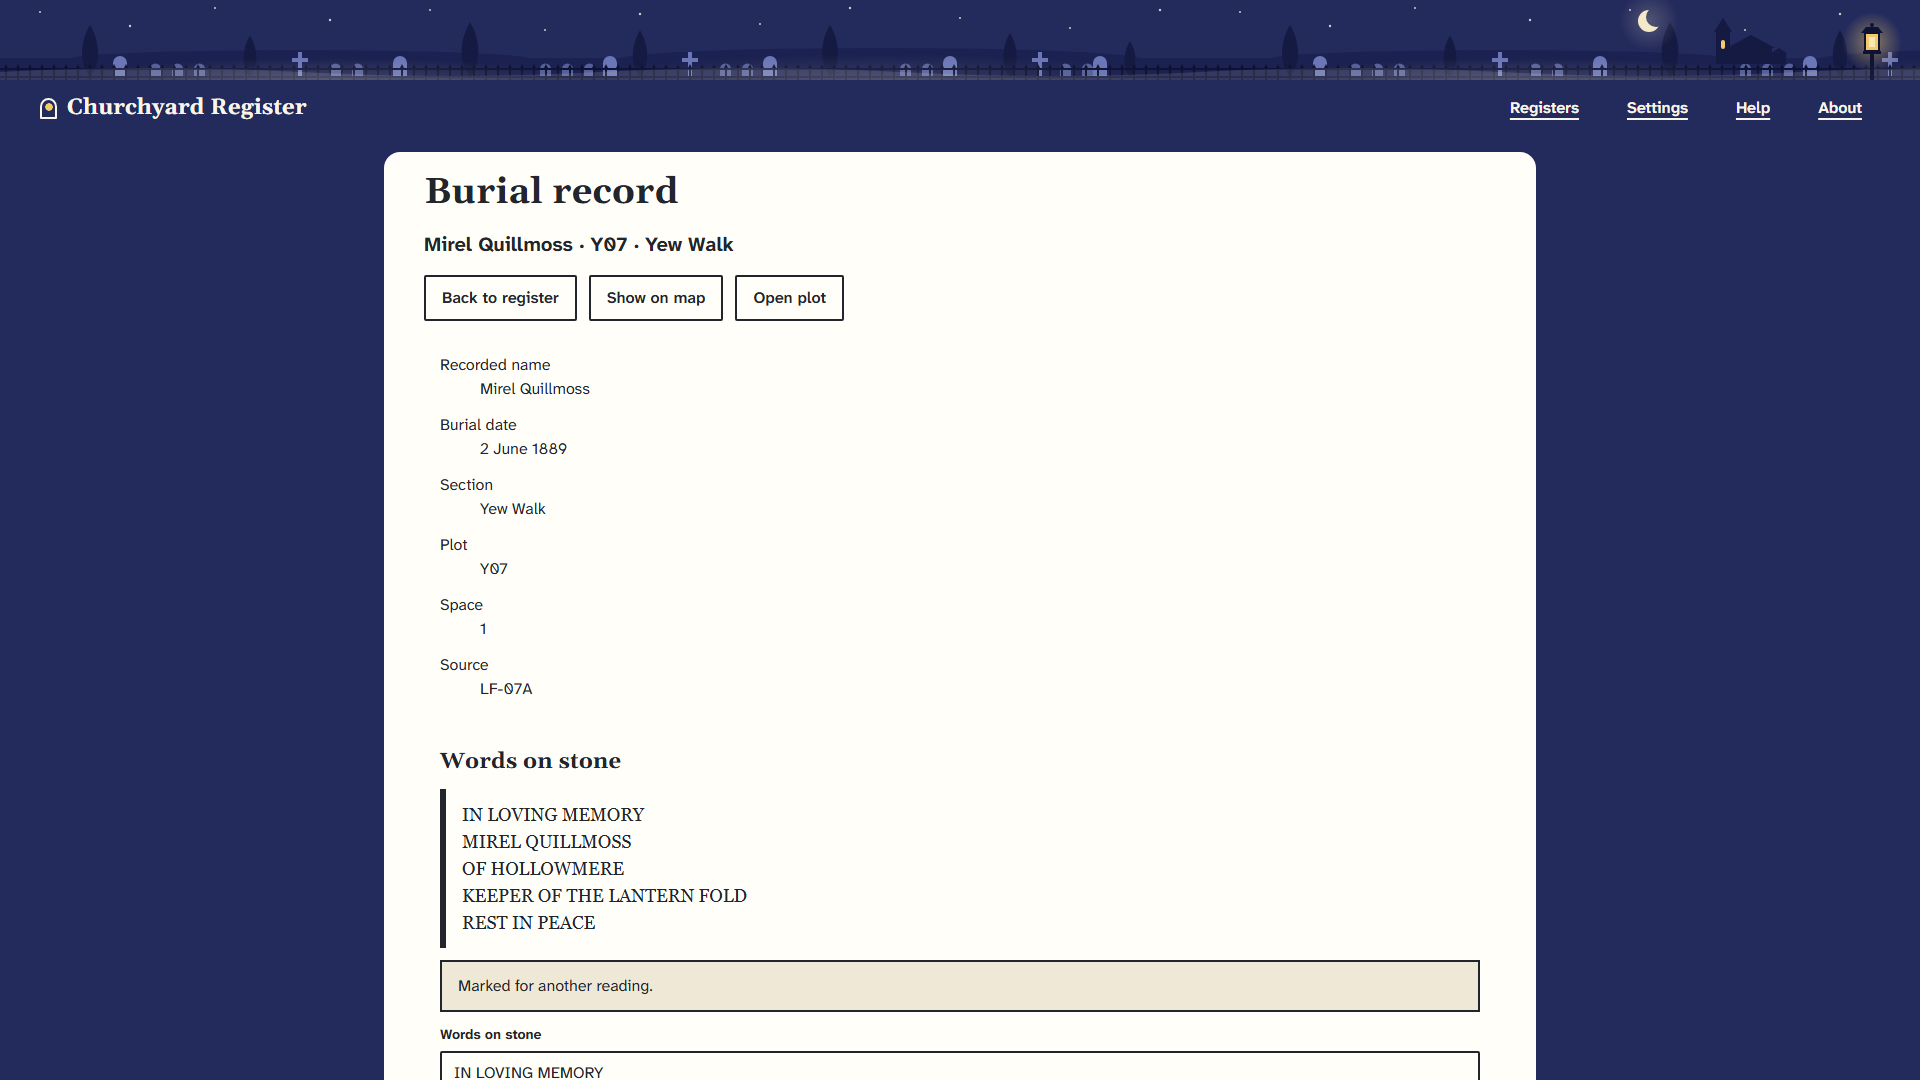 Churchyard Register
Registers Settings Help About
Burial record
Mirel Quillmoss · Y07 · Yew Walk
Back to register Show on map Open plot
Recorded name
Mirel Quillmoss
Burial date
2 June 1889
Section
Yew Walk
Plot
Y07
Space
1
Source
LF-07A
Words on stone
IN LOVING MEMORY
MIREL QUILLMOSS
OF HOLLOWMERE
KEEPER OF THE LANTERN FOLD
REST IN PEACE
Marked for another reading.
Words on stone
IN LOVING MEMORY